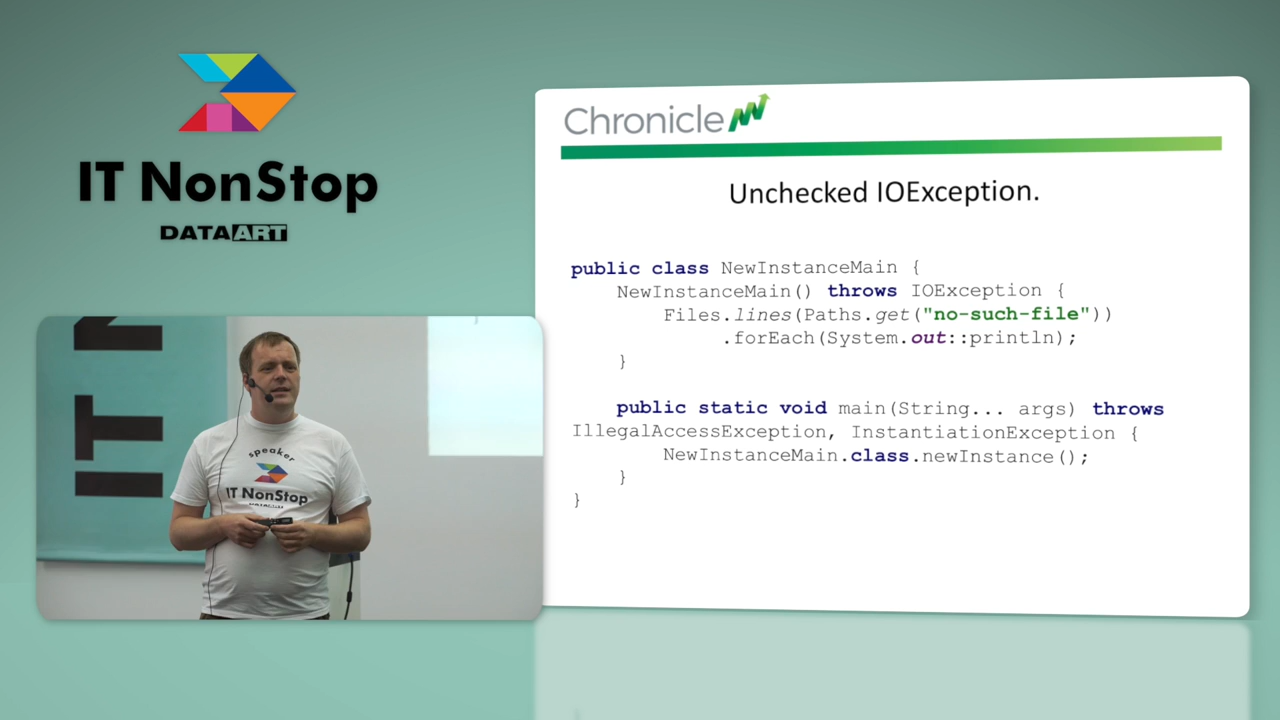 IT NonStop
DATAART
Chronicle
Unchecked IOException.
public class NewInstanceMain {
NewInstanceMain() throws IOException {
Files.lines(Paths.get("no-such-file"))
.forEach(System.out::println);
}
public static void main(String... args) throws
IllegalAccessException, InstantiationException {
NewInstanceMain.class.newInstance();
}
}
IT N
speaker
IT NonStop